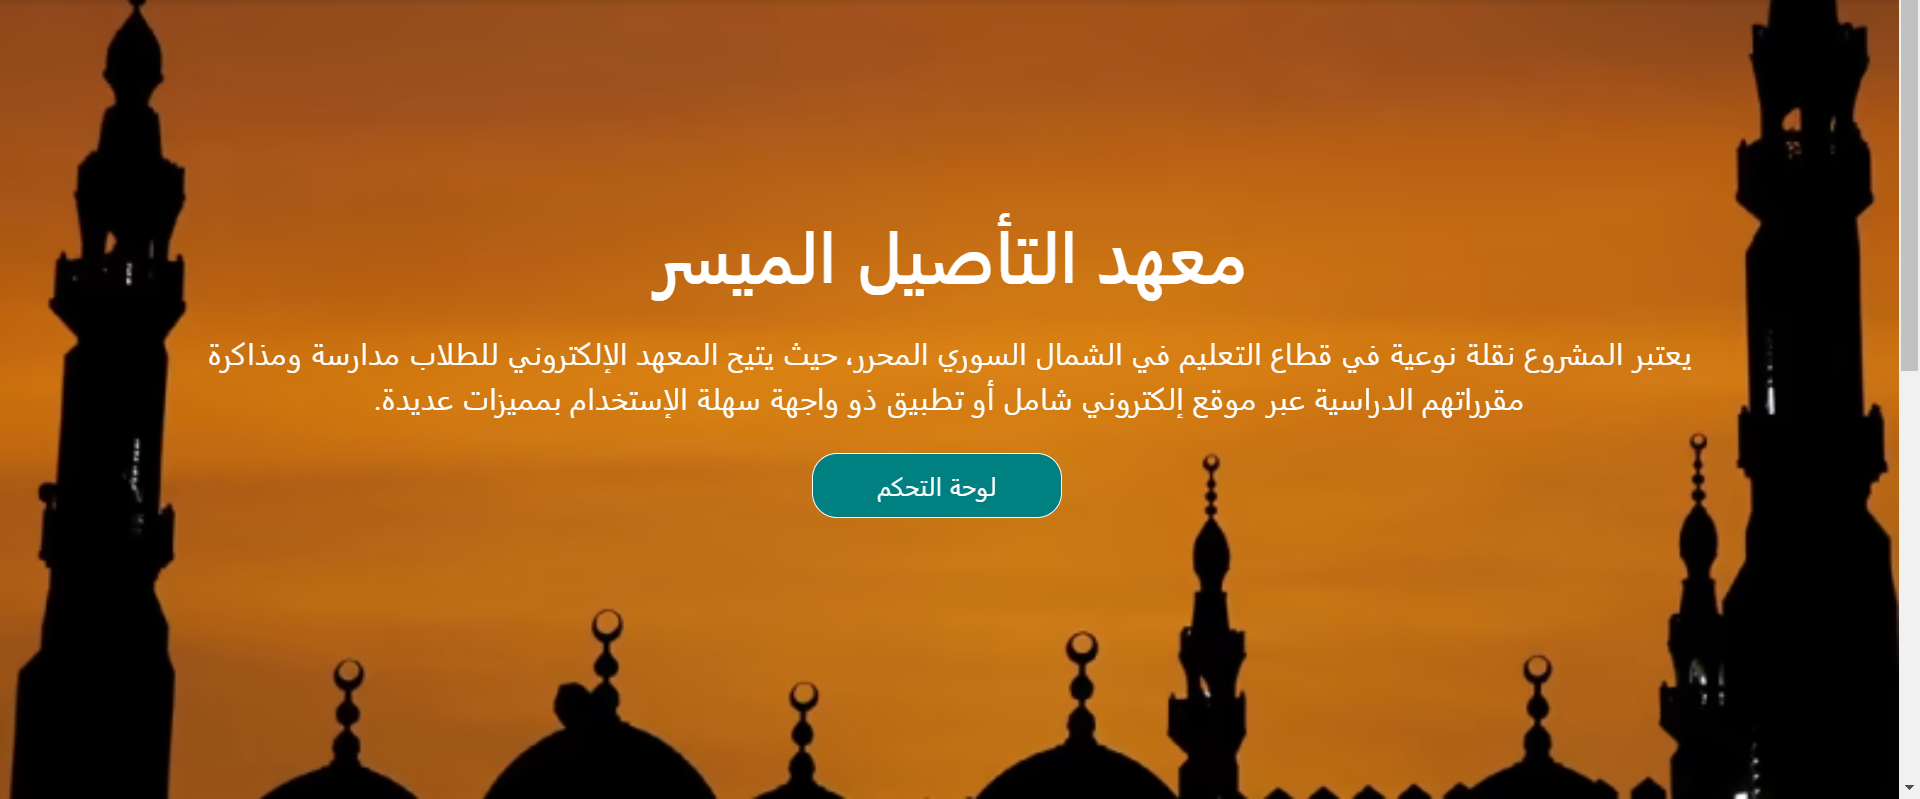 معهد التأصيل الميسر
يعتبر المشروع نقلة نوعية في قطاع التعليم في الشمال السوري المحرر، حيث يتيح المعهد الإلكتروني للطلاب مدارسة ومذاكرة
مقرراتهم الدراسية عبر موقع إلكتروني شامل أو تطبيق ذو واجهة سهلة الإستخدام بمميزات عديدة.
لوحة التحكم